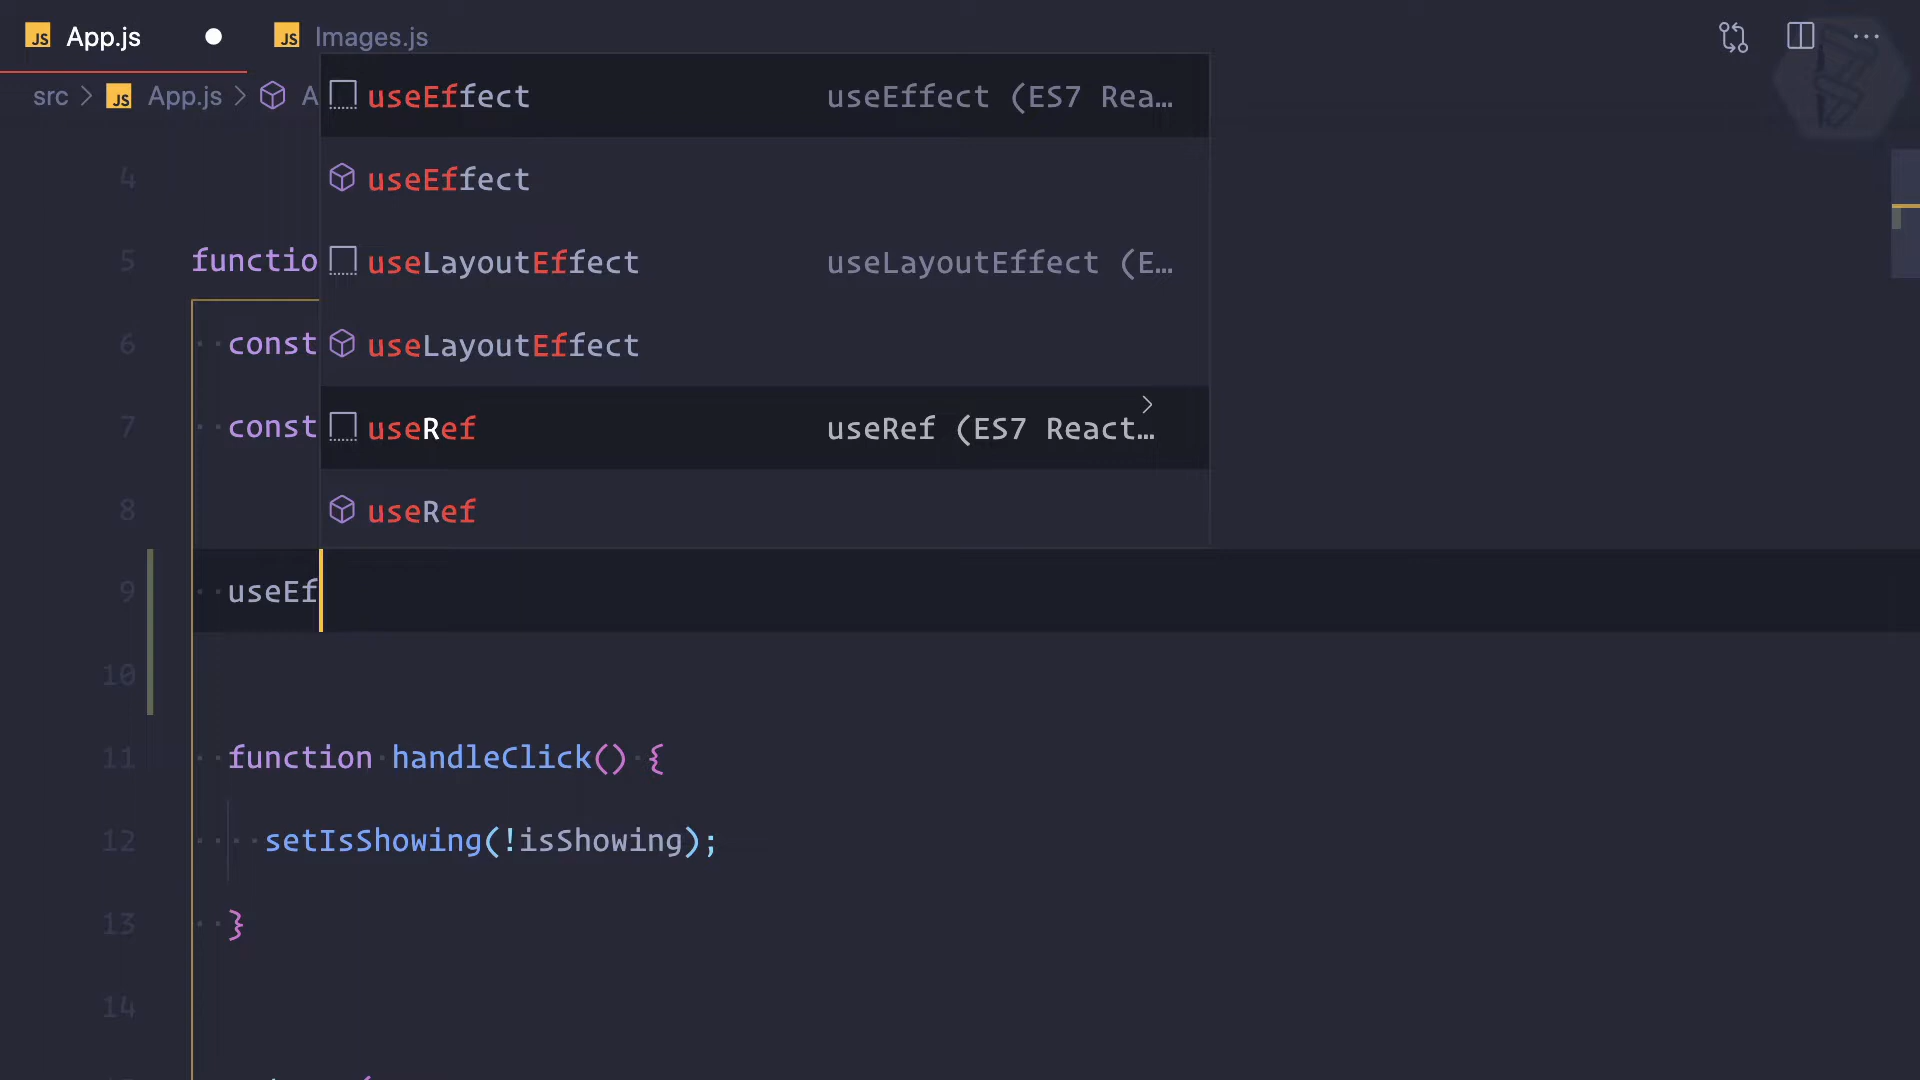 JS App.js JS Images.js
src > JS App.js > A
useEffect useEffect (ES7 Rea…
useEffect
useLayoutEffect useLayoutEffect (E…
useLayoutEffect
useRef useRef (ES7 React…
useRef
4
5 functio
6 const
7 const
8
9 useEf
10
11 function handleClick() {
12 setIsShowing(!isShowing);
13 }
14